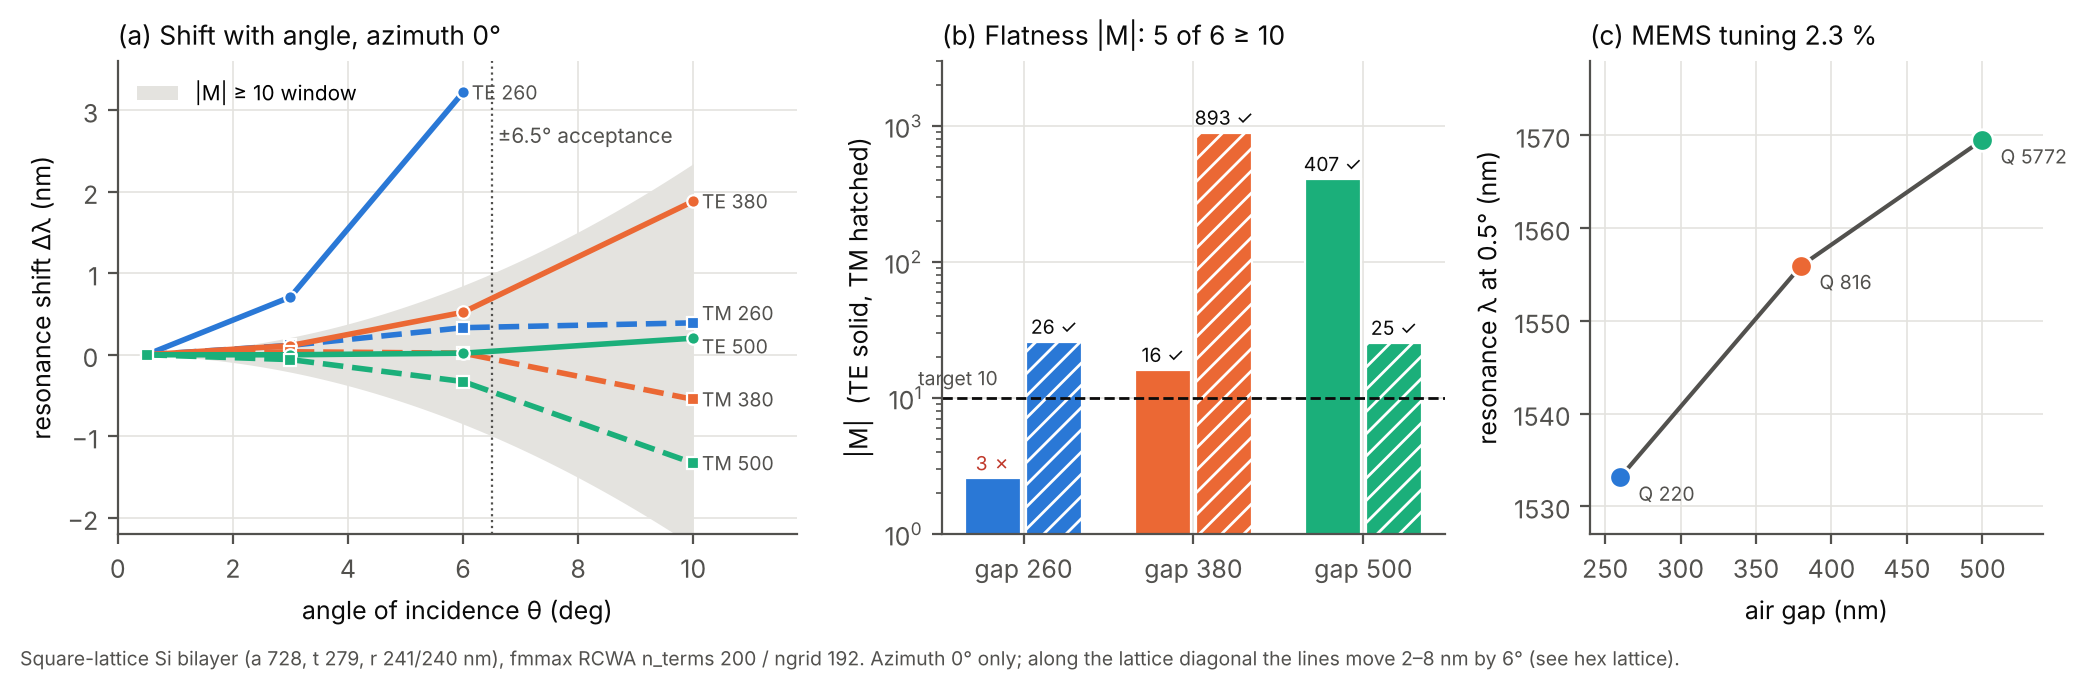 (a) Shift with angle, azimuth 0°
|M| ≥ 10 window
TE 260
±6.5° acceptance
TE 380
TM 260
TE 500
TM 380
TM 500
resonance shift Δλ (nm)
3
2
1
0
−1
−2
0 2 4 6 8 10
angle of incidence θ (deg)
(b) Flatness |M|: 5 of 6 ≥ 10
|M| (TE solid, TM hatched)
10³
10²
10¹
10⁰
target 10
3 ×
26 ✓
16 ✓
893 ✓
407 ✓
25 ✓
gap 260 gap 380 gap 500
(c) MEMS tuning 2.3 %
resonance λ at 0.5° (nm)
1570
1560
1550
1540
1530
Q 5772
Q 816
Q 220
250 300 350 400 450 500
air gap (nm)
Square-lattice Si bilayer (a 728, t 279, r 241/240 nm), fmmax RCWA n_terms 200 / ngrid 192. Azimuth 0° only; along the lattice diagonal the lines move 2–8 nm by 6° (see hex lattice).